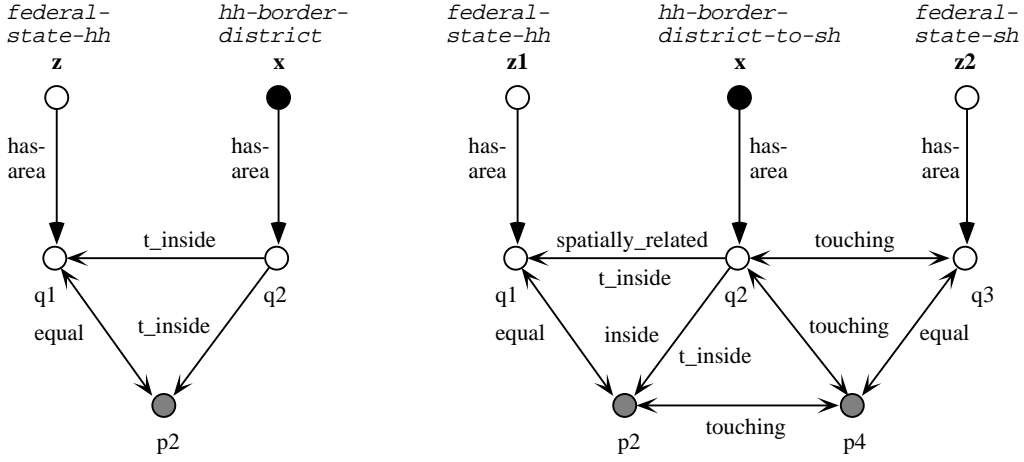 federal-
state-hh
z
hh-border-
district
x
has-
area
has-
area
t_inside
q1
q2
equal
t_inside
p2
federal-
state-hh
z1
hh-border-
district-to-sh
x
federal-
state-sh
z2
has-
area
has-
area
has-
area
spatially_related
t_inside
touching
q1
q2
q3
equal
inside
t_inside
touching
equal
touching
p2
p4